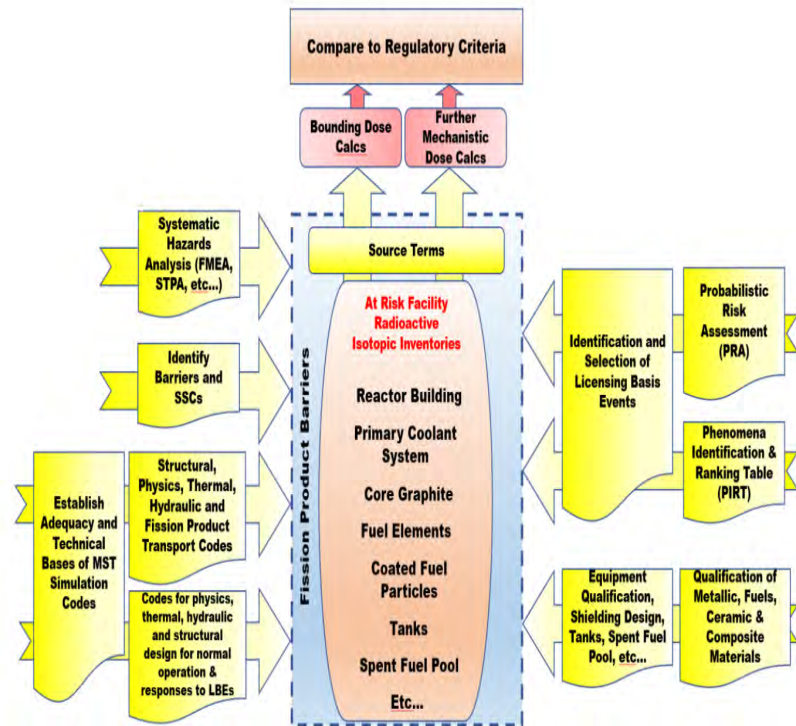 Compare to Regulatory Criteria
Bounding Dose
Calcs
Further
Mechanistic
Dose Calcs
Systematic
Hazards
Analysis (FMEA,
STPA, etc...)
Identify
Barriers and
SSCs
Establish
Adequacy and
Technical
Bases of MST
Simulation
Codes
Structural,
Physics, Thermal,
Hydraulic and
Fission Product
Transport Codes
Codes for physics,
thermal, hydraulic
and structural
design for normal
operation &
responses to LBEs
Fission Product Barriers
Source Terms
At Risk Facility
Radioactive
Isotopic Inventories
Reactor Building
Primary Coolant
System
Core Graphite
Fuel Elements
Coated Fuel
Particles
Tanks
Spent Fuel Pool
Etc...
Identification and
Selection of
Licensing Basis
Events
Probabilistic
Risk
Assessment
(PRA)
Phenomena
Identification &
Ranking Table
(PIRT)
Equipment
Qualification,
Shielding Design,
Tanks, Spent Fuel
Pool, etc...
Qualification of
Metallic, Fuels,
Ceramic &
Composite
Materials